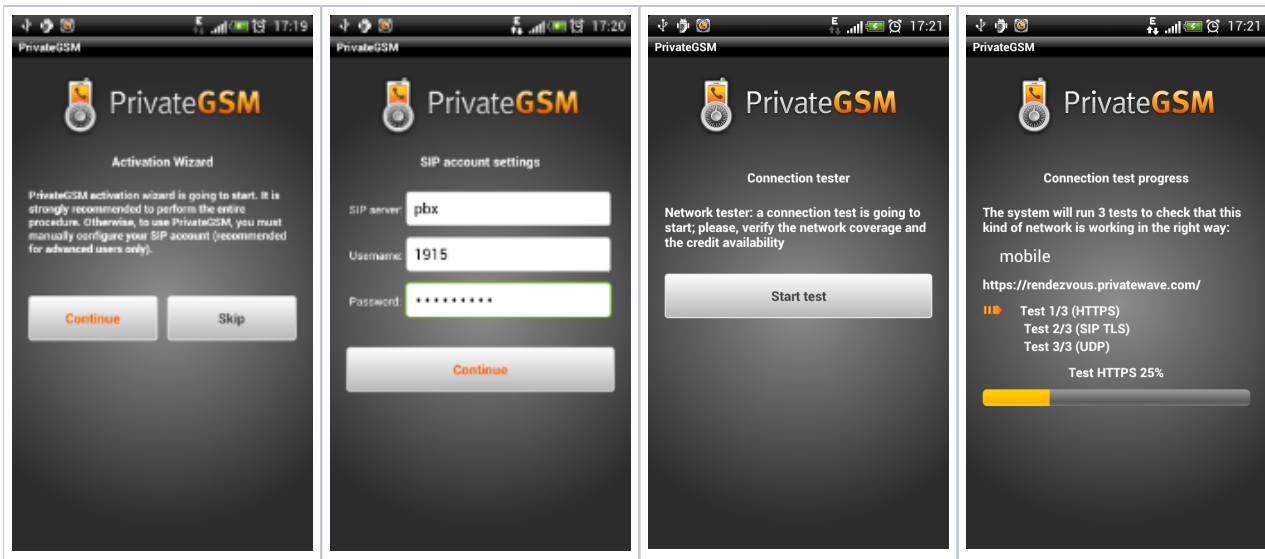 17:19
PrivateGSM
PrivateGSM
Activation Wizard
PrivateGSM activation wizard is going to start. It is
strongly recommended to perform the entire
procedure. Otherwise, to use PrivateGSM, you must
manually configure your SIP account (recommended
for advanced users only).
Continue
Skip
E
17:20
PrivateGSM
PrivateGSM
SIP account settings
SIP server:
pbx
Username:
1915
Password:
•••••••••
Continue
E
17:21
PrivateGSM
PrivateGSM
Connection tester
Network tester: a connection test is going to
start; please, verify the network coverage and
the credit availability
Start test
E
17:21
PrivateGSM
PrivateGSM
Connection test progress
The system will run 3 tests to check that this
kind of network is working in the right way:
mobile
https://rendezvous.privatewave.com/
Test 1/3 (HTTPS)
Test 2/3 (SIP TLS)
Test 3/3 (UDP)
Test HTTPS 25%